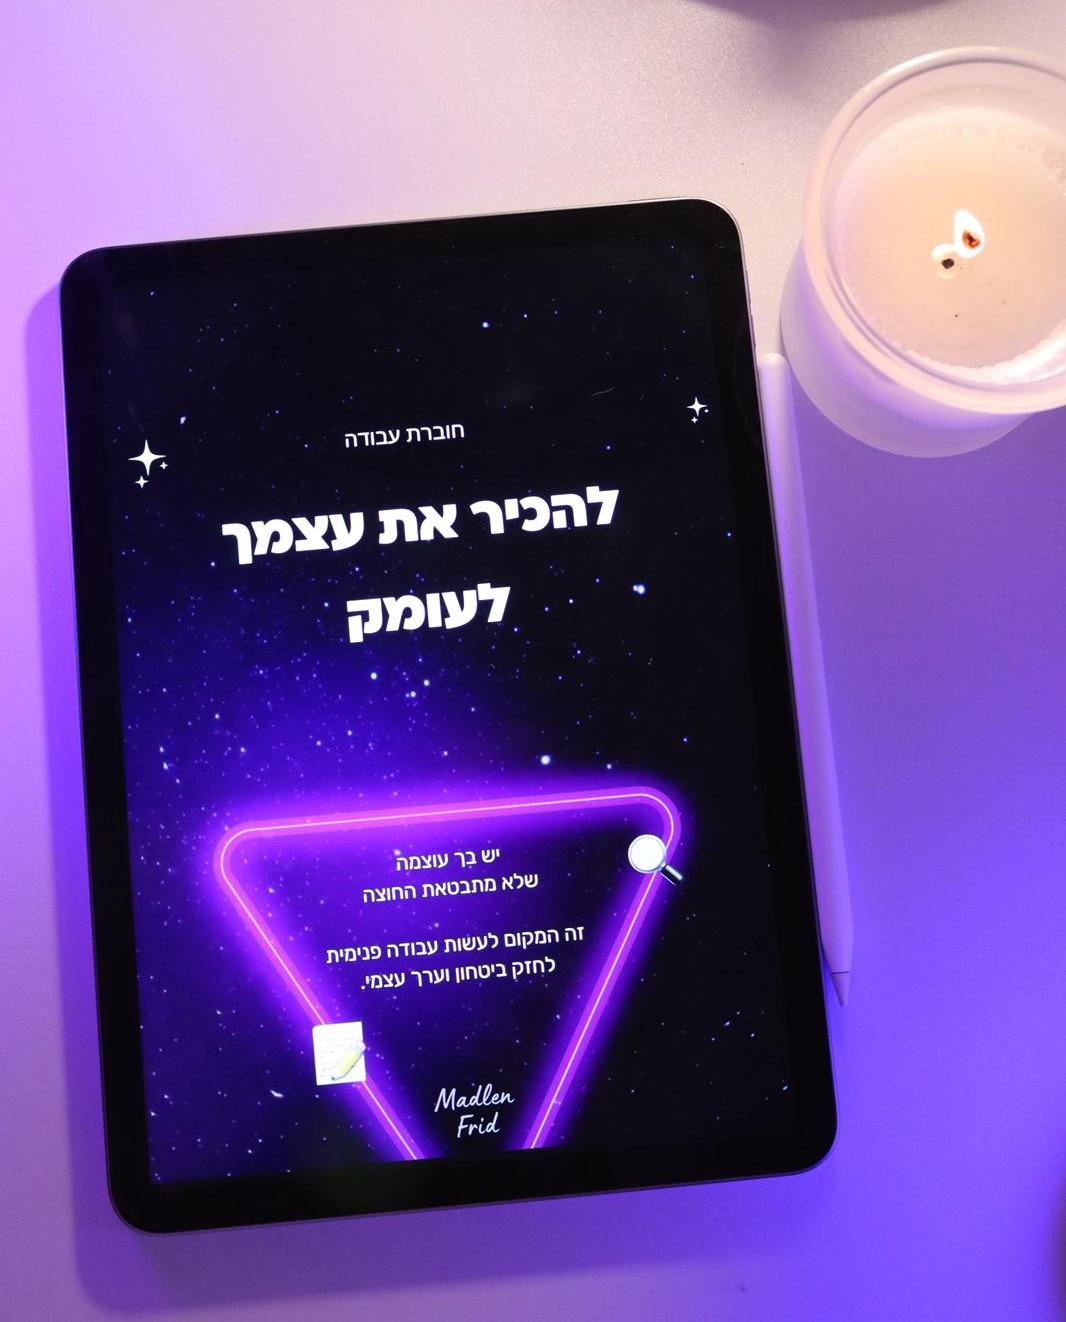 חוברת עבודה
להכיר את עצמך
לעומק
יש בך עוצמה
שלא מתבטאת החוצה
זה המקום לעשות עבודה פנימית
לחזק ביטחון וערך עצמי.
Madlen
Frid